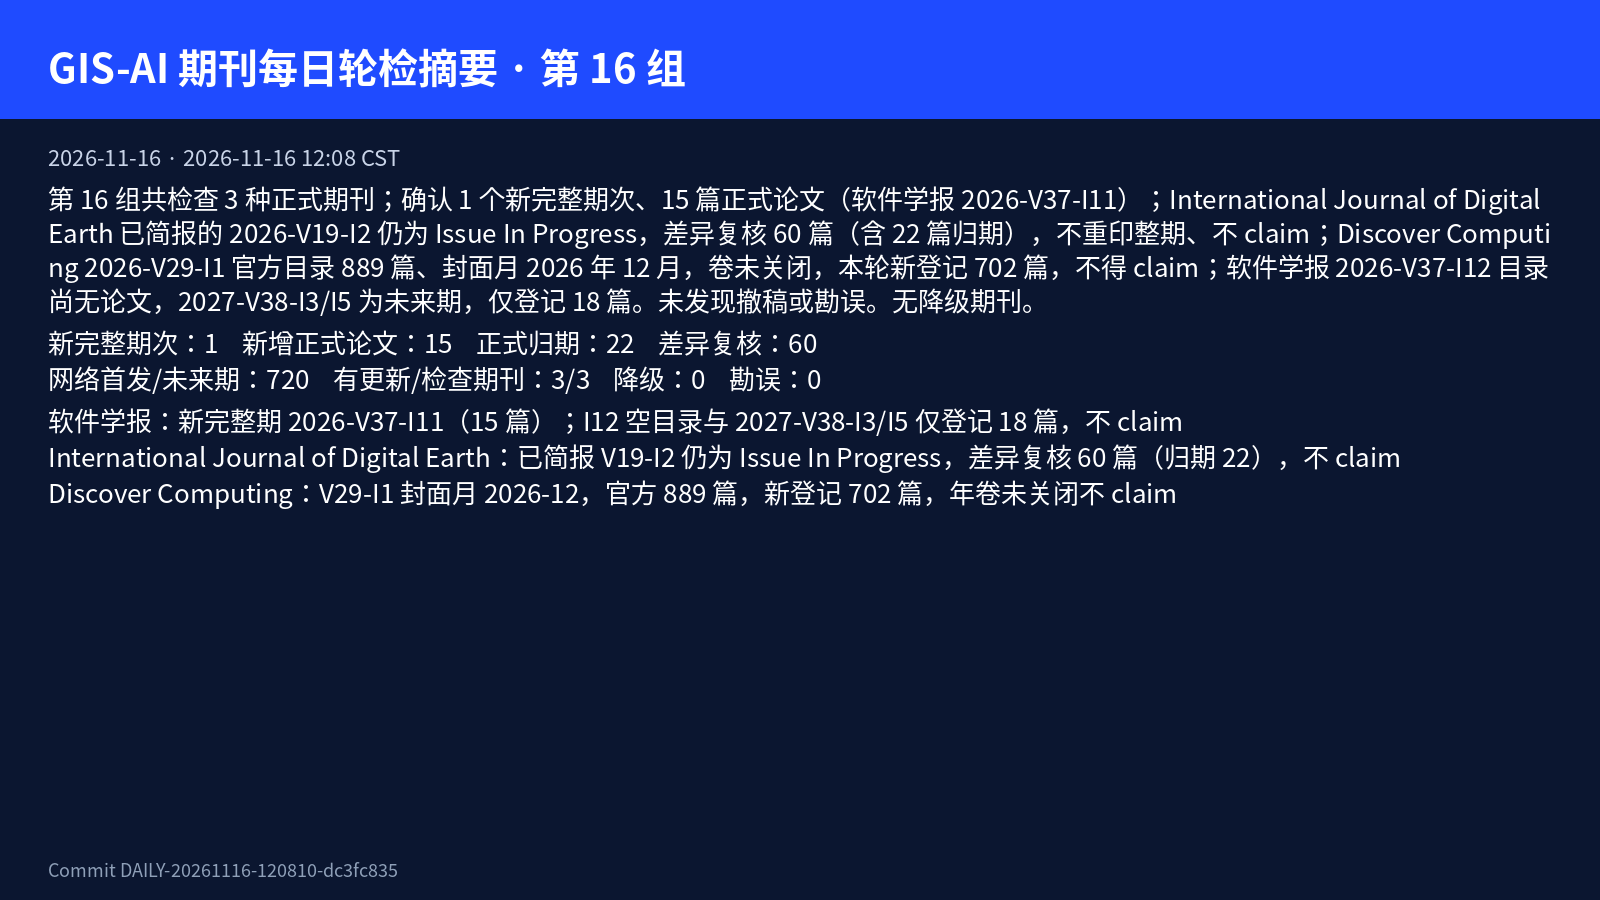 GIS-AI 期刊每日轮检摘要 · 第 16 组
2026-11-16 · 2026-11-16 12:08 CST
第 16 组共检查 3 种正式期刊；确认 1 个新完整期次、15 篇正式论文（软件学报 2026-V37-I11）；International Journal of Digital
Earth 已简报的 2026-V19-I2 仍为 Issue In Progress，差异复核 60 篇（含 22 篇归期），不重印整期、不 claim；Discover Computi
ng 2026-V29-I1 官方目录 889 篇、封面月 2026 年 12 月，卷未关闭，本轮新登记 702 篇，不得 claim；软件学报 2026-V37-I12 目录
尚无论文，2027-V38-I3/I5 为未来期，仅登记 18 篇。未发现撤稿或勘误。无降级期刊。
新完整期次：1 新增正式论文：15 正式归期：22 差异复核：60
网络首发/未来期：720 有更新/检查期刊：3/3 降级：0 勘误：0
软件学报：新完整期 2026-V37-I11（15 篇）；I12 空目录与 2027-V38-I3/I5 仅登记 18 篇，不 claim
International Journal of Digital Earth：已简报 V19-I2 仍为 Issue In Progress，差异复核 60 篇（归期 22），不 claim
Discover Computing：V29-I1 封面月 2026-12，官方 889 篇，新登记 702 篇，年卷未关闭不 claim
Commit DAILY-20261116-120810-dc3fc835